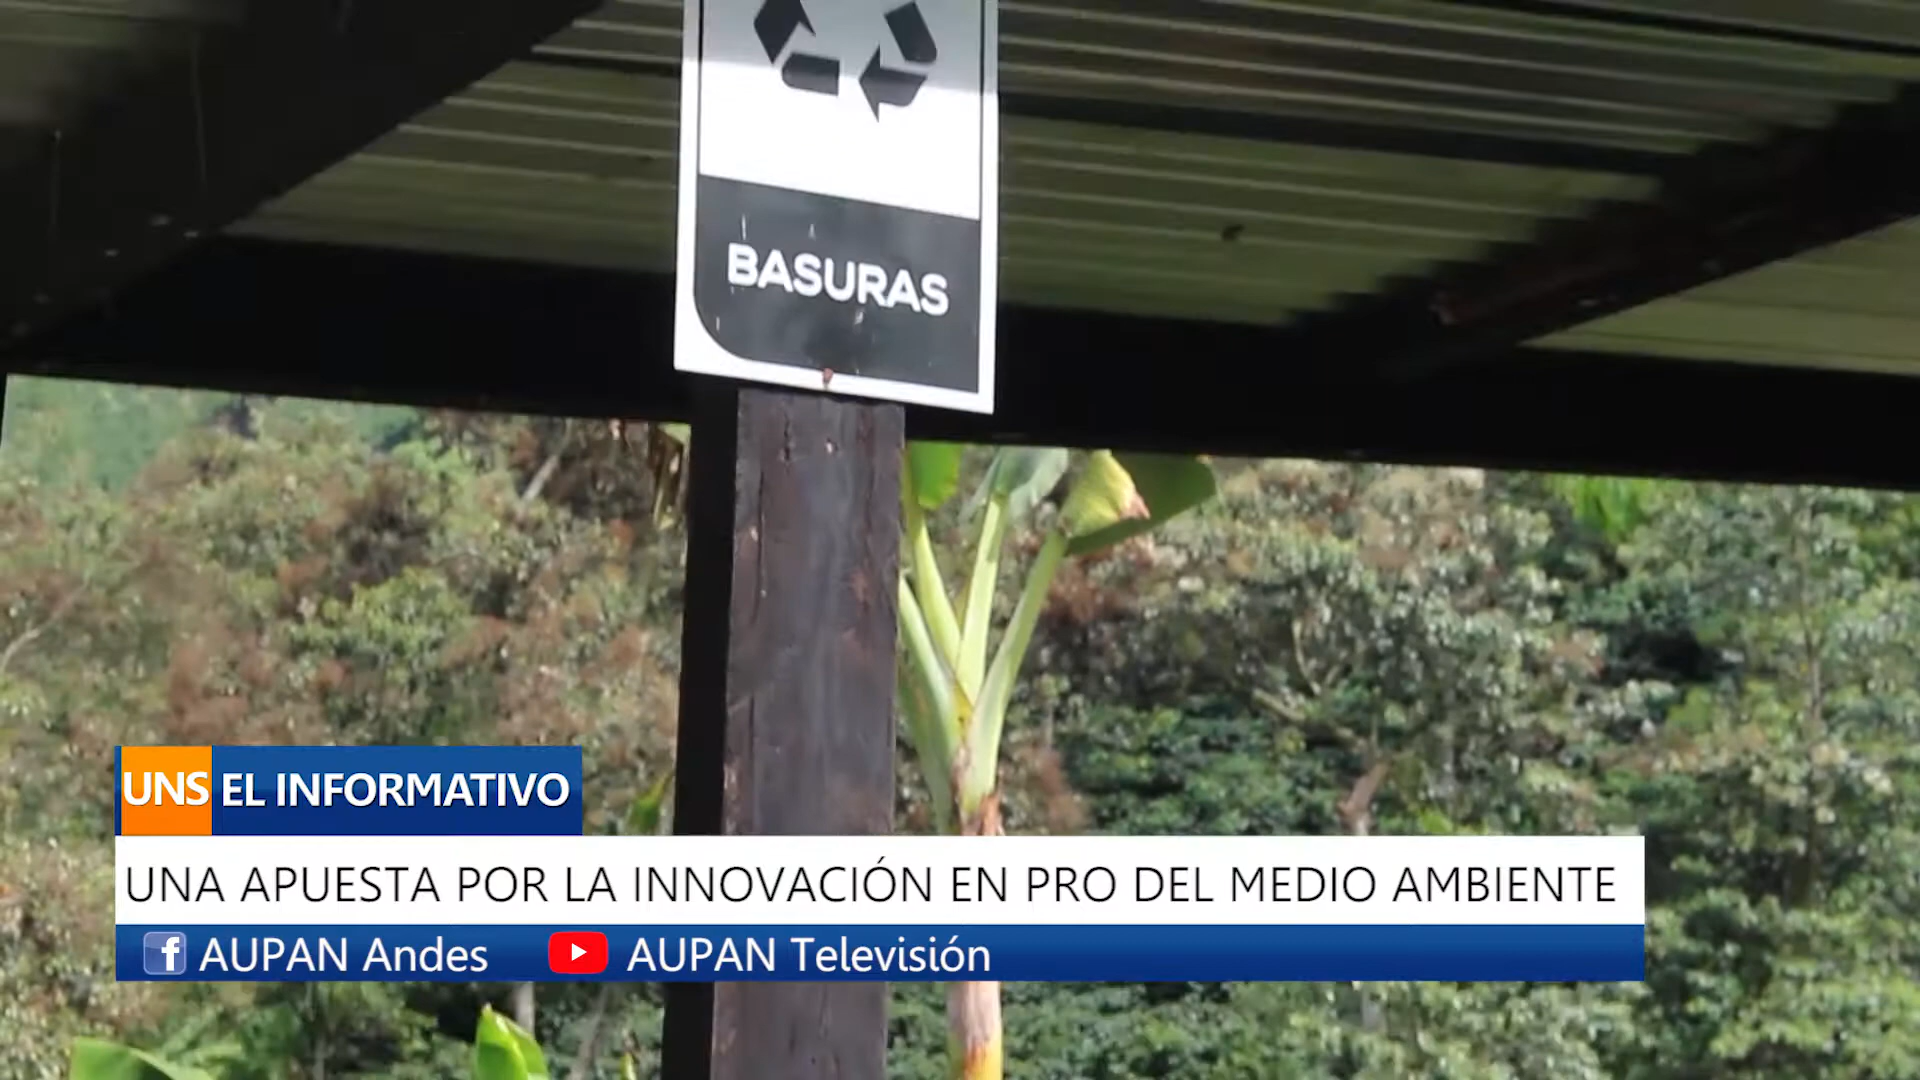 BASURAS
UNS EL INFORMATIVO
UNA APUESTA POR LA INNOVACIÓN EN PRO DEL MEDIO AMBIENTE
AUPAN Andes AUPAN Televisión